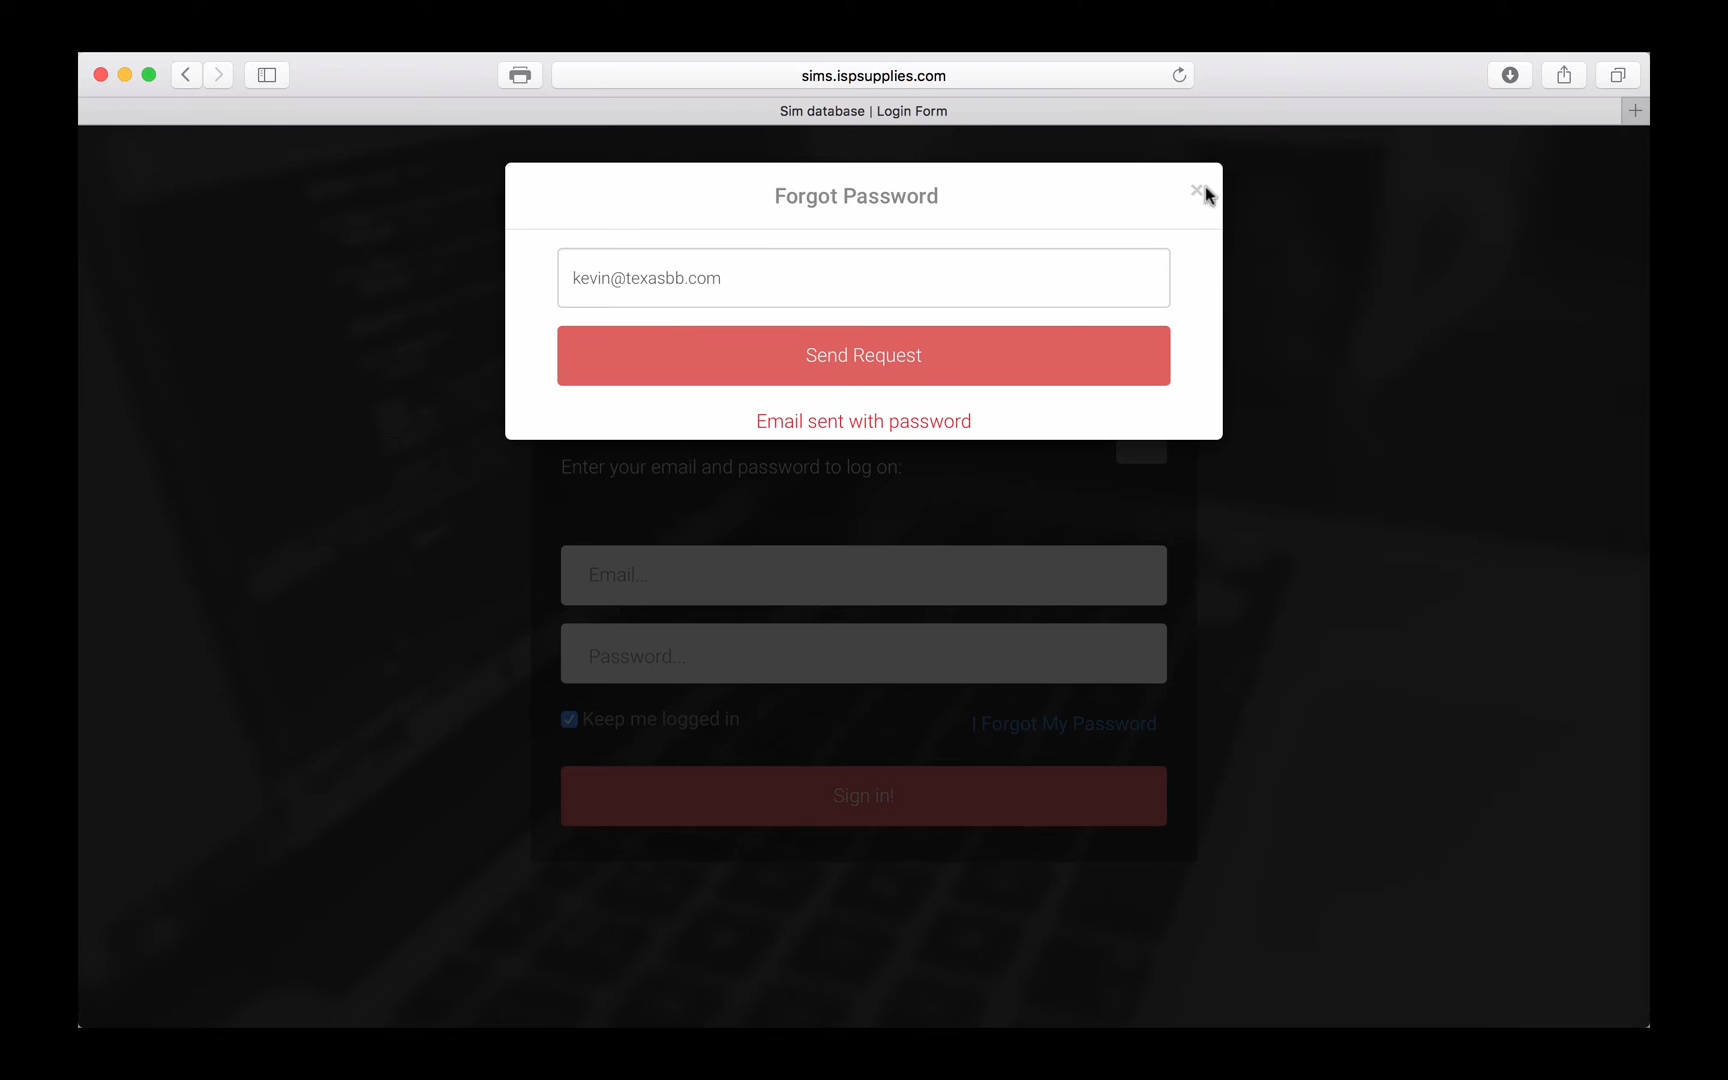 sims.ispsupplies.com
Sim database | Login Form
Forgot Password
kevin@texasbb.com
Send Request
Email sent with password
Enter your email and password to log on:
Email...
Password...
Keep me logged in
I Forgot My Password
Sign in!